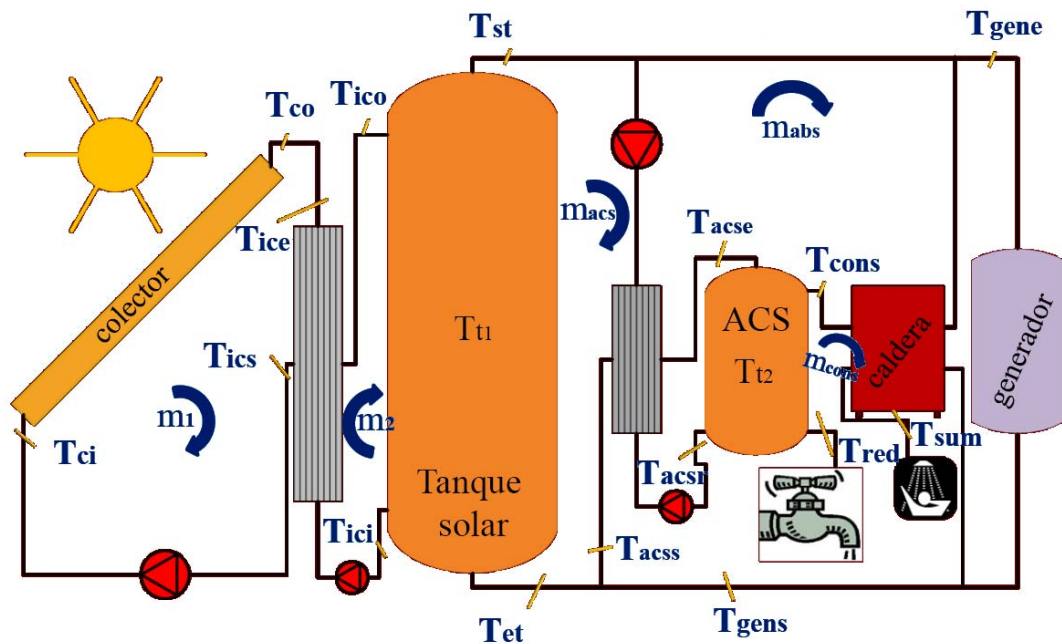 Tst
Tgene
Tco
Tico
mabs
Tice
macs
Tacse
Tcons
colector
Tt1
ACS
Tt2
caldera
generador
Tics
mcons
m1
m2
Tci
Tsum
Tred
Tacsr
Tanque
solar
Tici
Tacss
Tet
Tgens